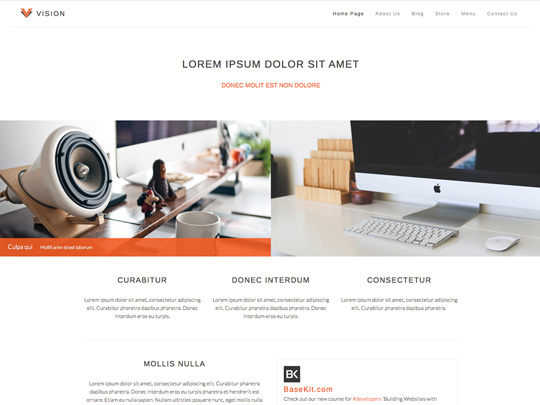 VISION
Home Page About Us Blog Store Menu Contact Us
LOREM IPSUM DOLOR SIT AMET
DONEC MOLIT EST NON DOLORE
Culpa qui Mollit anim id est laborum
CURABITUR
Lorem ipsum dolor sit amet, consectetur adipiscing
elit. Curabitur pharetra dapibus pharetra. Donec
interdum eros eu turpis.
DONEC INTERDUM
Lorem ipsum dolor sit amet, consectetur adipiscing
elit. Curabitur pharetra dapibus pharetra. Donec
interdum eros eu turpis.
CONSECTETUR
Lorem ipsum dolor sit amet, consectetur adipiscing
elit. Curabitur pharetra dapibus pharetra.
MOLLIS NULLA
Lorem ipsum dolor sit amet, consectetur adipiscing elit. Curabitur pharetra
dapibus pharetra. Donec interdum eros eu turpis pharetra et hendrerit est
ornare. Etiam eu nulla sapien. Nullam ultricies posuere nunc, eget mollis nulla
BK
BaseKit.com
Check out our new course for #developers 'Building Websites with